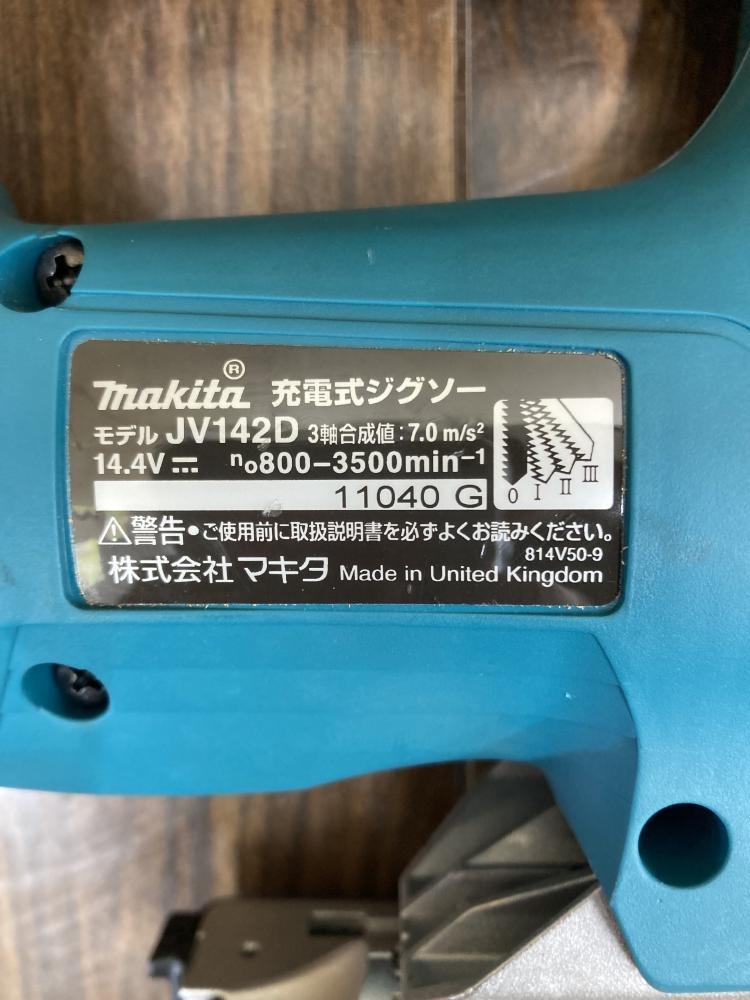 makita® 充電式ジグソー
モデル JV142D 3軸合成値:7.0 m/s²
14.4V⎓ n₀800-3500min⁻¹
11040 G
0 I II III
⚠警告•ご使用前に取扱説明書を必ずよくお読みください。
814V50-9
株式会社マキタ Made in United Kingdom